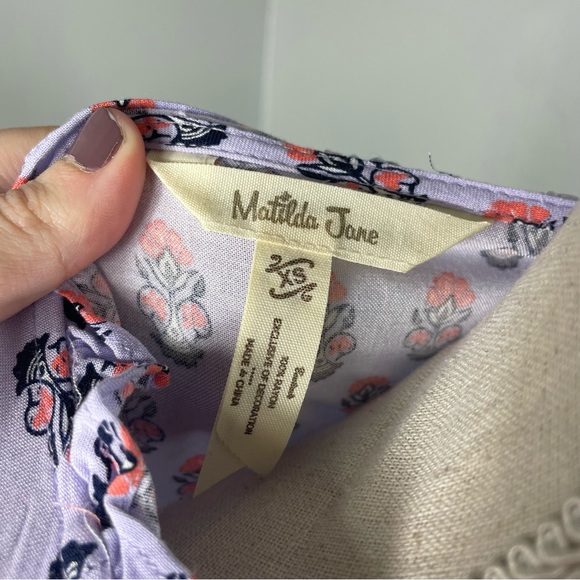 Matilda Jane
XS
100% RAYON
EXCLUSIVE OF DECORATION
MADE IN CHINA